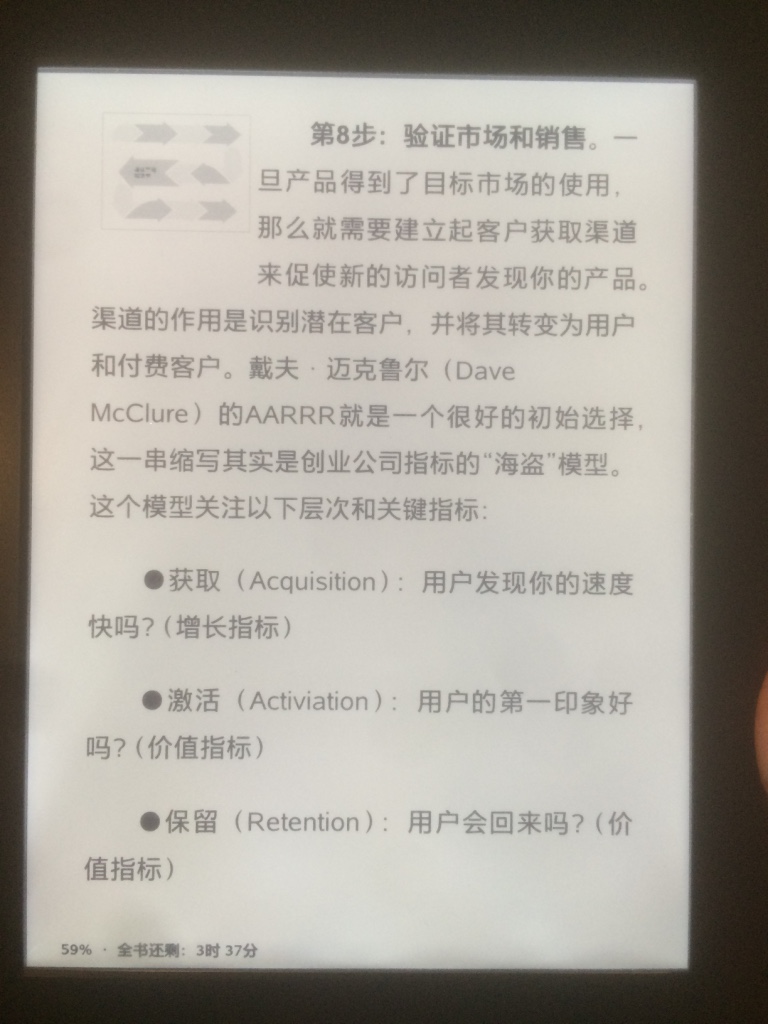 第8步：验证市场和销售。一
旦产品得到了目标市场的使用，
那么就需要建立起客户获取渠道
来促使新的访问者发现你的产品。
渠道的作用是识别潜在客户，并将其转变为用户
和付费客户。戴夫·迈克鲁尔（Dave
McClure）的AARRR就是一个很好的初始选择，
这一串缩写其实是创业公司指标的“海盗”模型。
这个模型关注以下层次和关键指标：
●获取（Acquisition）：用户发现你的速度
快吗？（增长指标）
●激活（Activiation）：用户的第一印象好
吗？（价值指标）
●保留（Retention）：用户会回来吗？（价
值指标）
59% · 全书还剩：3时 37分